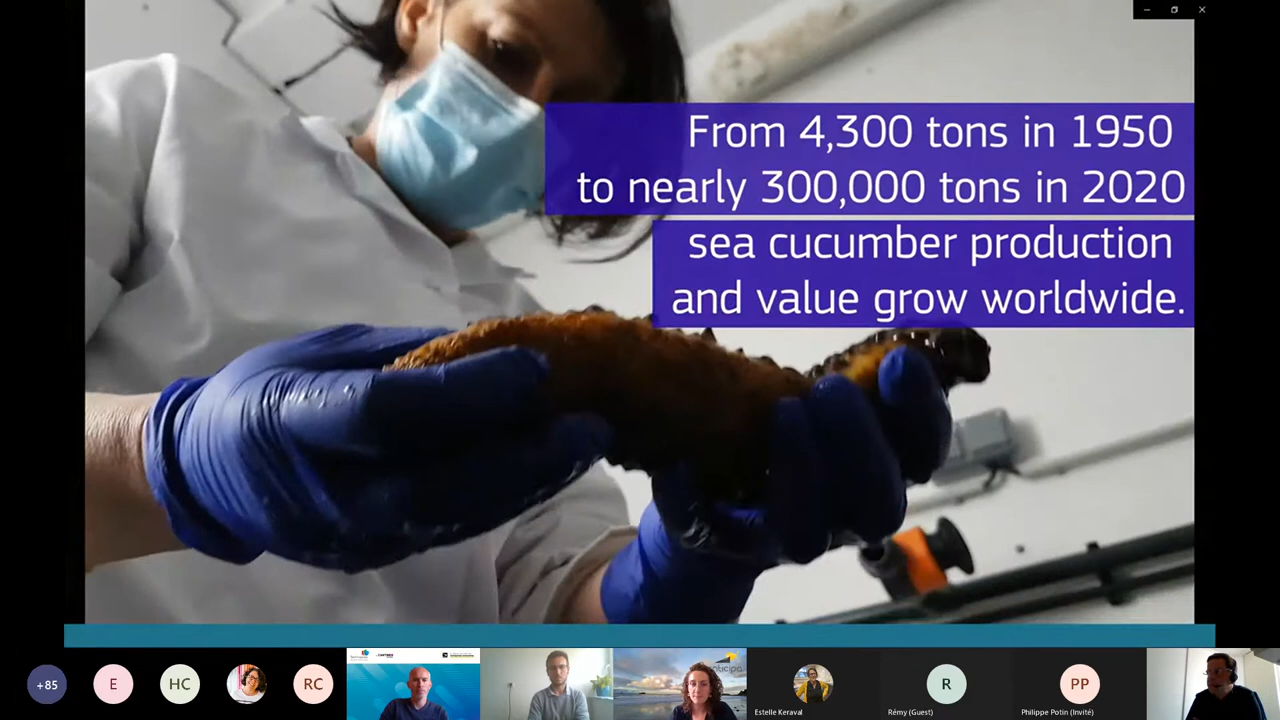 From 4,300 tons in 1950
to nearly 300,000 tons in 2020
sea cucumber production
and value grow worldwide.
+85
E
HC
RC
Estelle Keraval
R
Rémy (Guest)
PP
Philippe Potin (Invité)